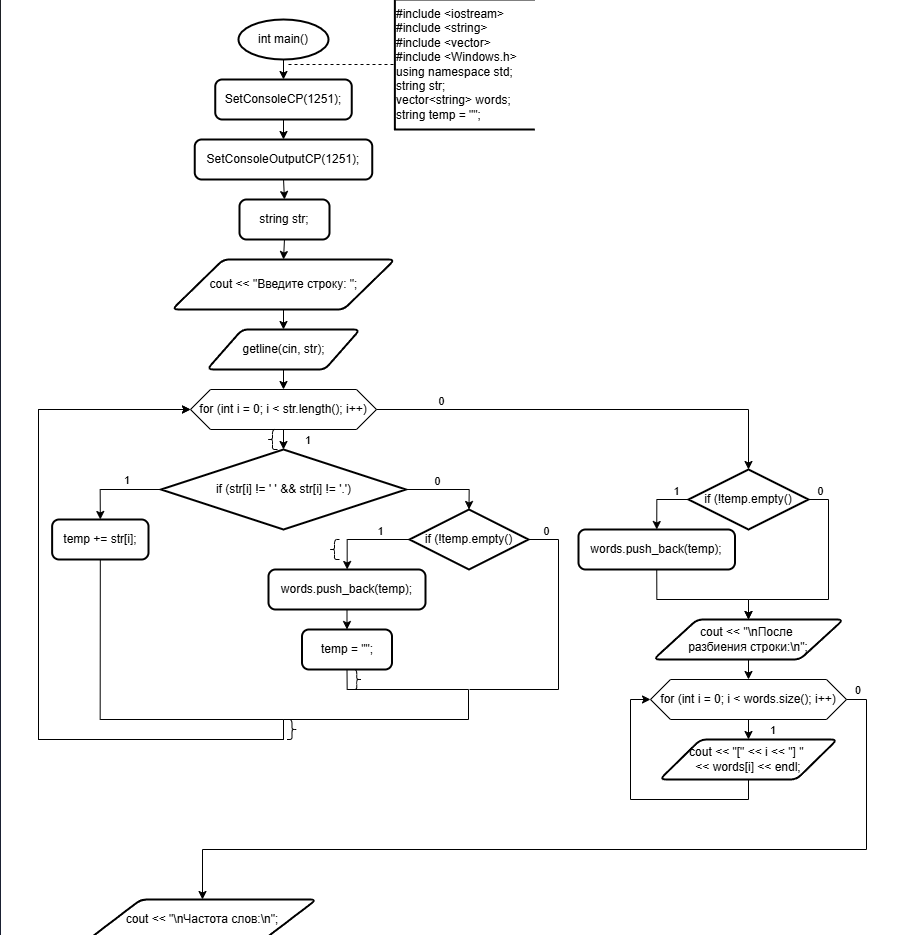 int main()
#include <iostream>
#include <string>
#include <vector>
#include <Windows.h>
using namespace std;
string str;
vector<string> words;
string temp = "";
SetConsoleCP(1251);
SetConsoleOutputCP(1251);
string str;
cout << "Введите строку: ";
getline(cin, str);
for (int i = 0; i < str.length(); i++)
0
1
if (str[i] != ' ' && str[i] != '.')
1
0
temp += str[i];
if (!temp.empty()
1
0
words.push_back(temp);
temp = "";
if (!temp.empty()
1
0
words.push_back(temp);
cout << "\nПосле
разбиения строки:\n";
for (int i = 0; i < words.size(); i++)
0
1
cout << "[" << i << "] "
<< words[i] << endl;
cout << "\nЧастота слов:\n";